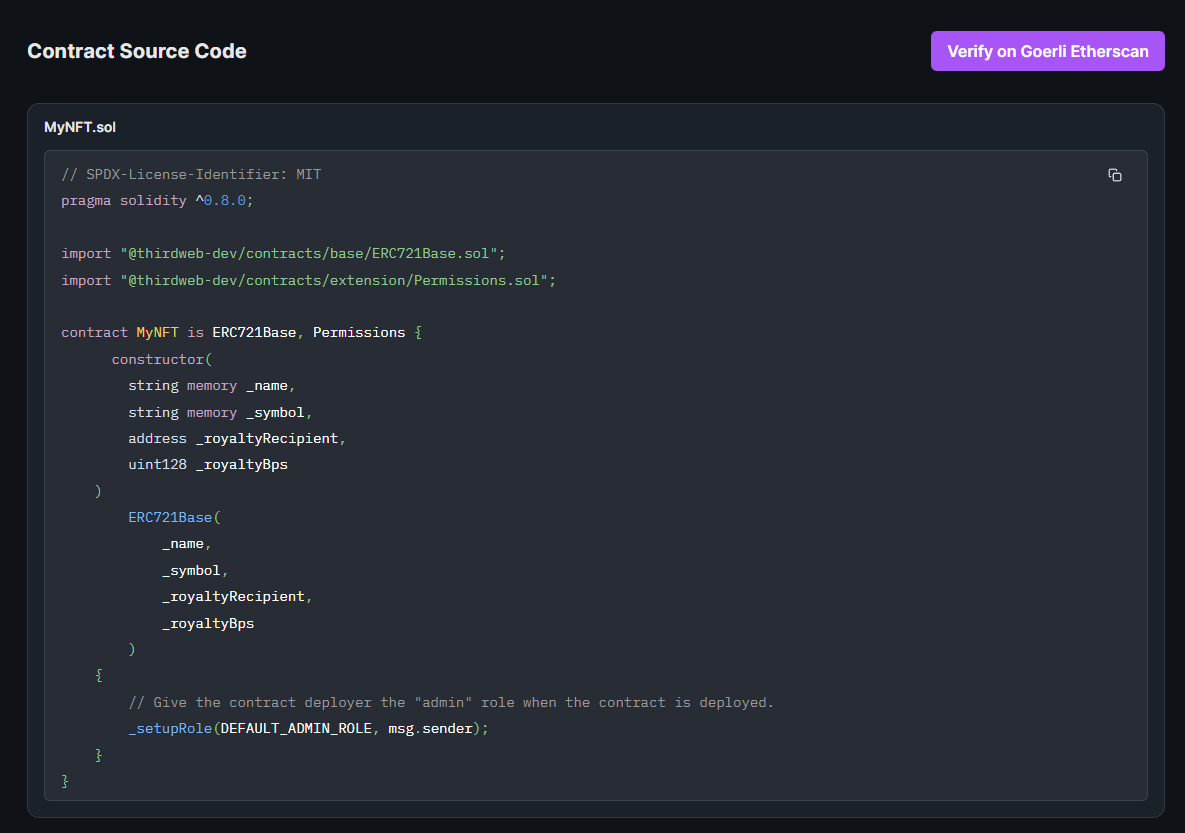 Contract Source Code
Verify on Goerli Etherscan
MyNFT.sol
// SPDX-License-Identifier: MIT
pragma solidity ^0.8.0;
import "@thirdweb-dev/contracts/base/ERC721Base.sol";
import "@thirdweb-dev/contracts/extension/Permissions.sol";
contract MyNFT is ERC721Base, Permissions {
constructor(
string memory _name,
string memory _symbol,
address _royaltyRecipient,
uint128 _royaltyBps
)
ERC721Base(
_name,
_symbol,
_royaltyRecipient,
_royaltyBps
)
{
// Give the contract deployer the "admin" role when the contract is deployed.
_setupRole(DEFAULT_ADMIN_ROLE, msg.sender);
}
}